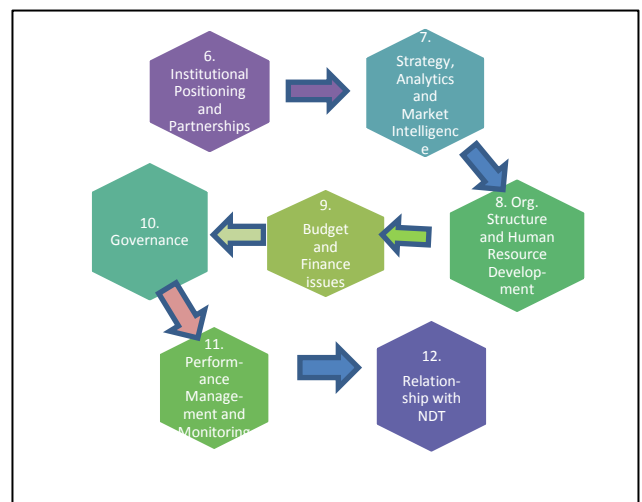 6.
Institutional
Positioning
and
Partnerships
7.
Strategy,
Analytics
and
Market
Intelligenc
e
8. Org.
Structure
and Human
Resource
Develop-
ment
9.
Budget
and
Finance
issues
10.
Governance
11.
Perform-
ance
Manage-
ment and
Monitoring
12.
Relation-
ship with
NDT